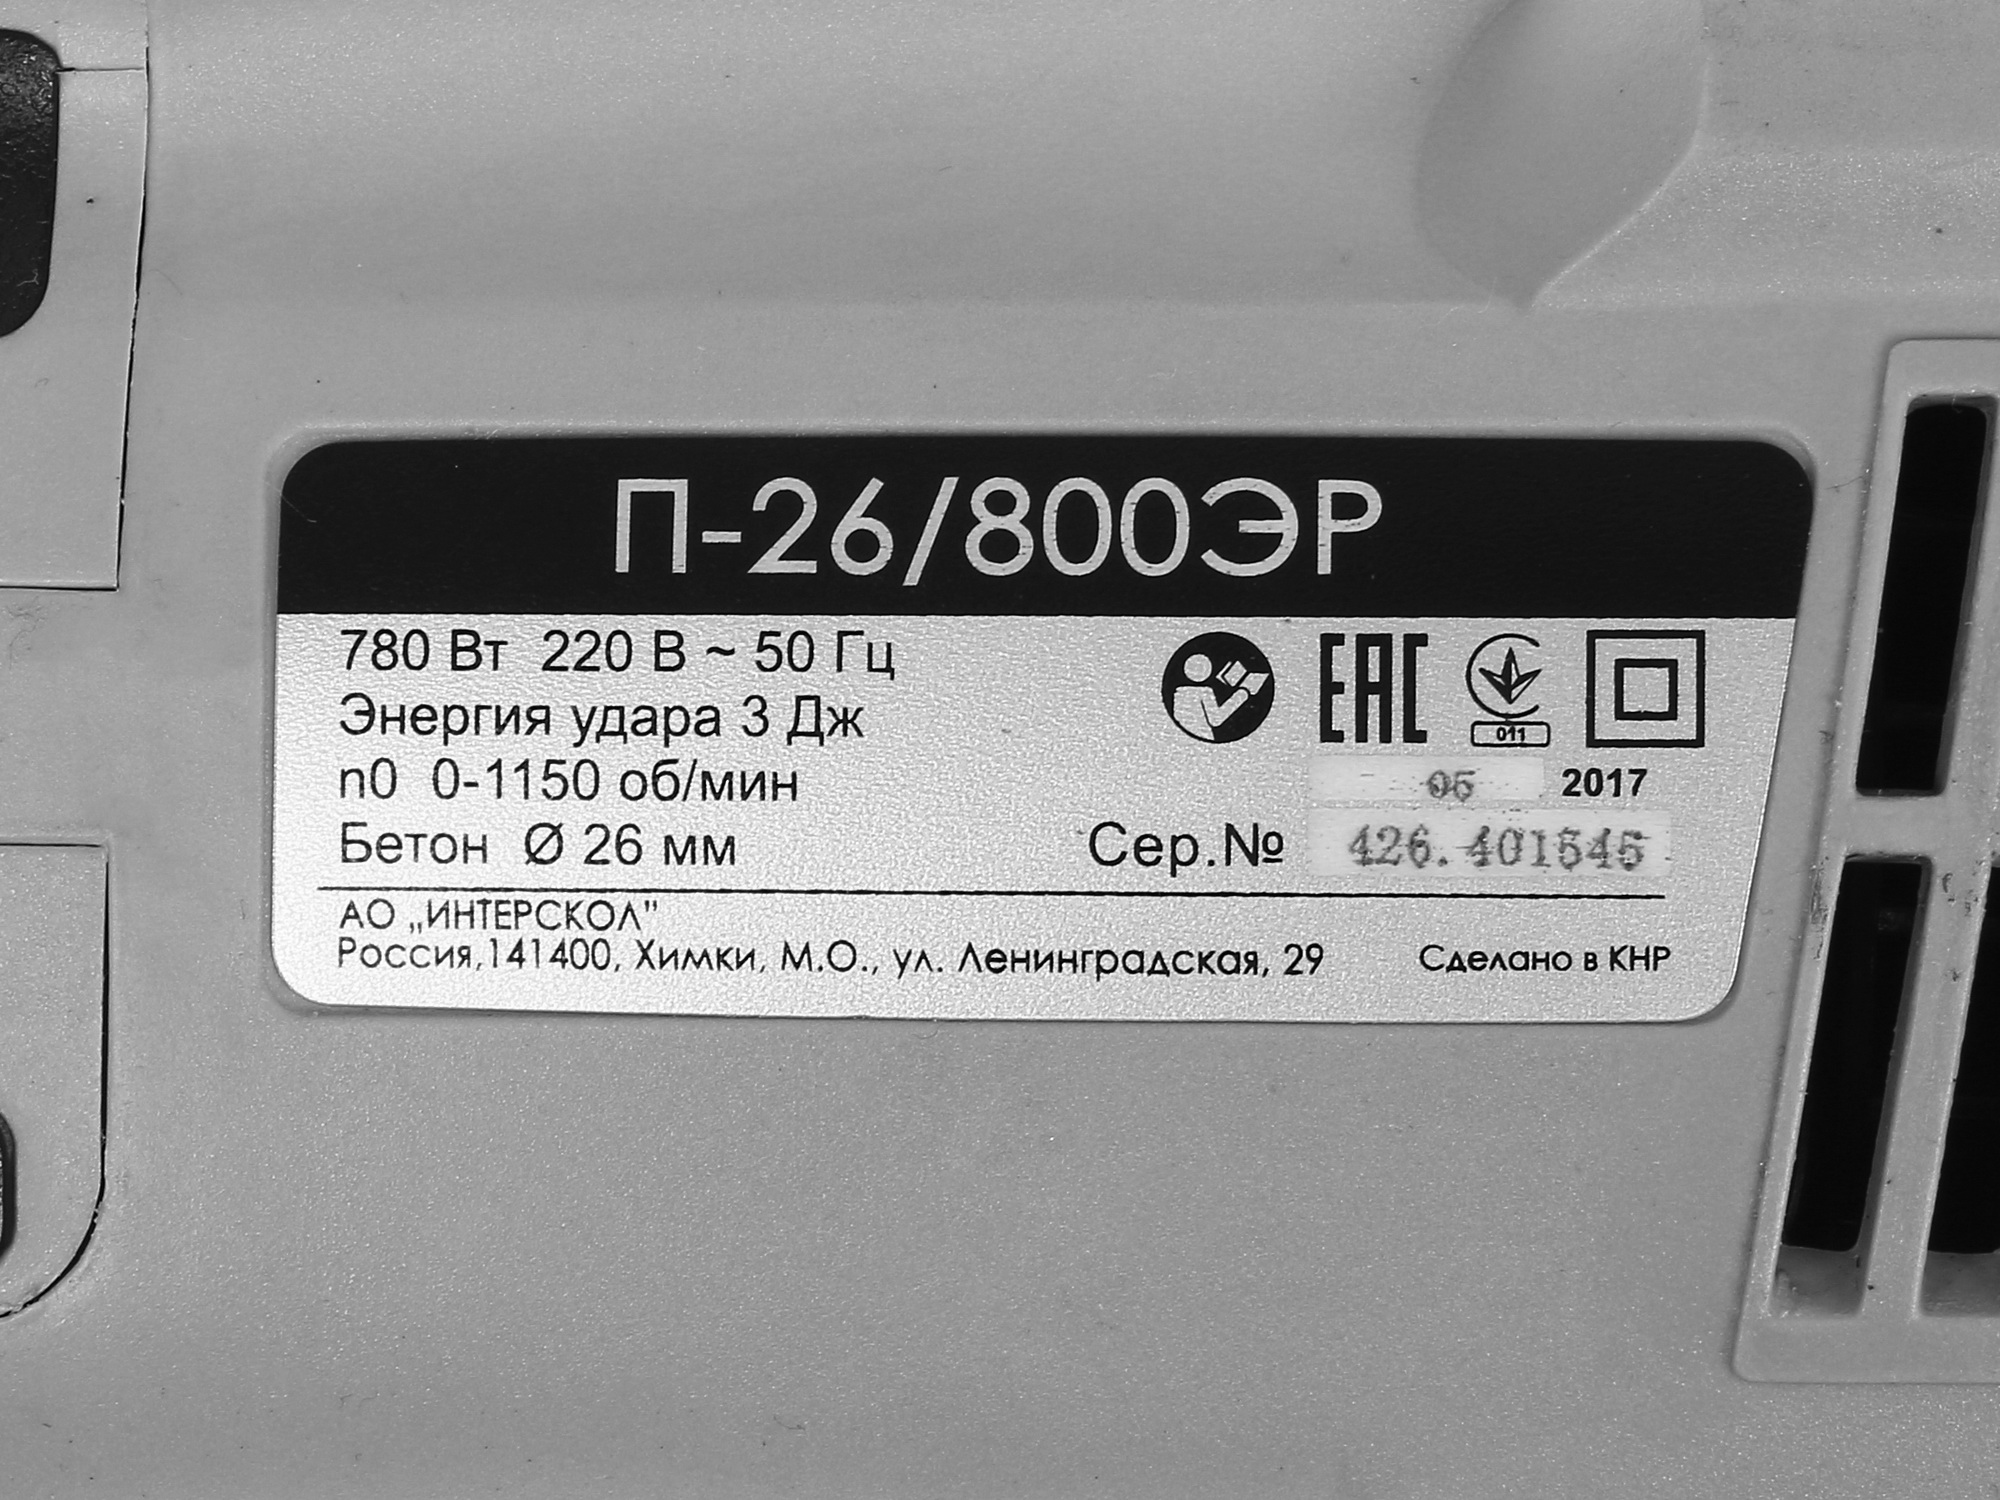 П-26/800ЭР
780 Вт 220 В ~ 50 Гц
Энергия удара 3 Дж
n0 0-1150 об/мин
Бетон Ø 26 мм
EAC
011
05 2017
Сер.№ 426.401545
АО „ИНТЕРСКОЛ"
Россия,141400, Химки, М.О., ул. Ленинградская, 29
Сделано в КНР